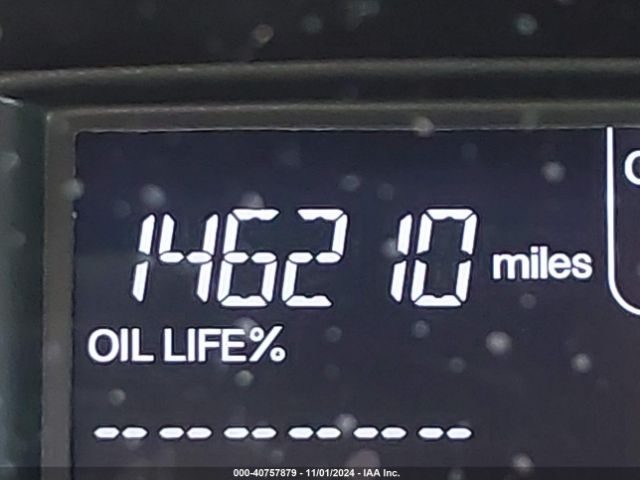 146210 miles
OIL LIFE%
------------
000-40757879 - 11/01/2024 - IAA Inc.